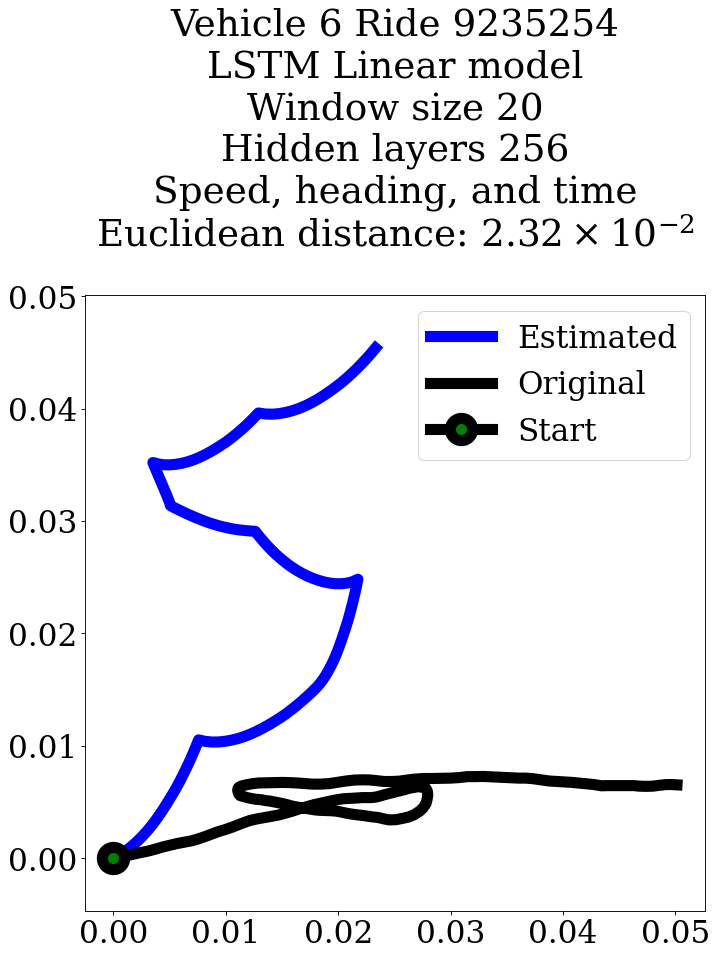 Vehicle 6 Ride 9235254
LSTM Linear model
Window size 20
Hidden layers 256
Speed, heading, and time
Euclidean distance: 2.32 × 10⁻²
0.05
0.04
0.03
0.02
0.01
0.00
Estimated
Original
Start
0.00 0.01 0.02 0.03 0.04 0.05